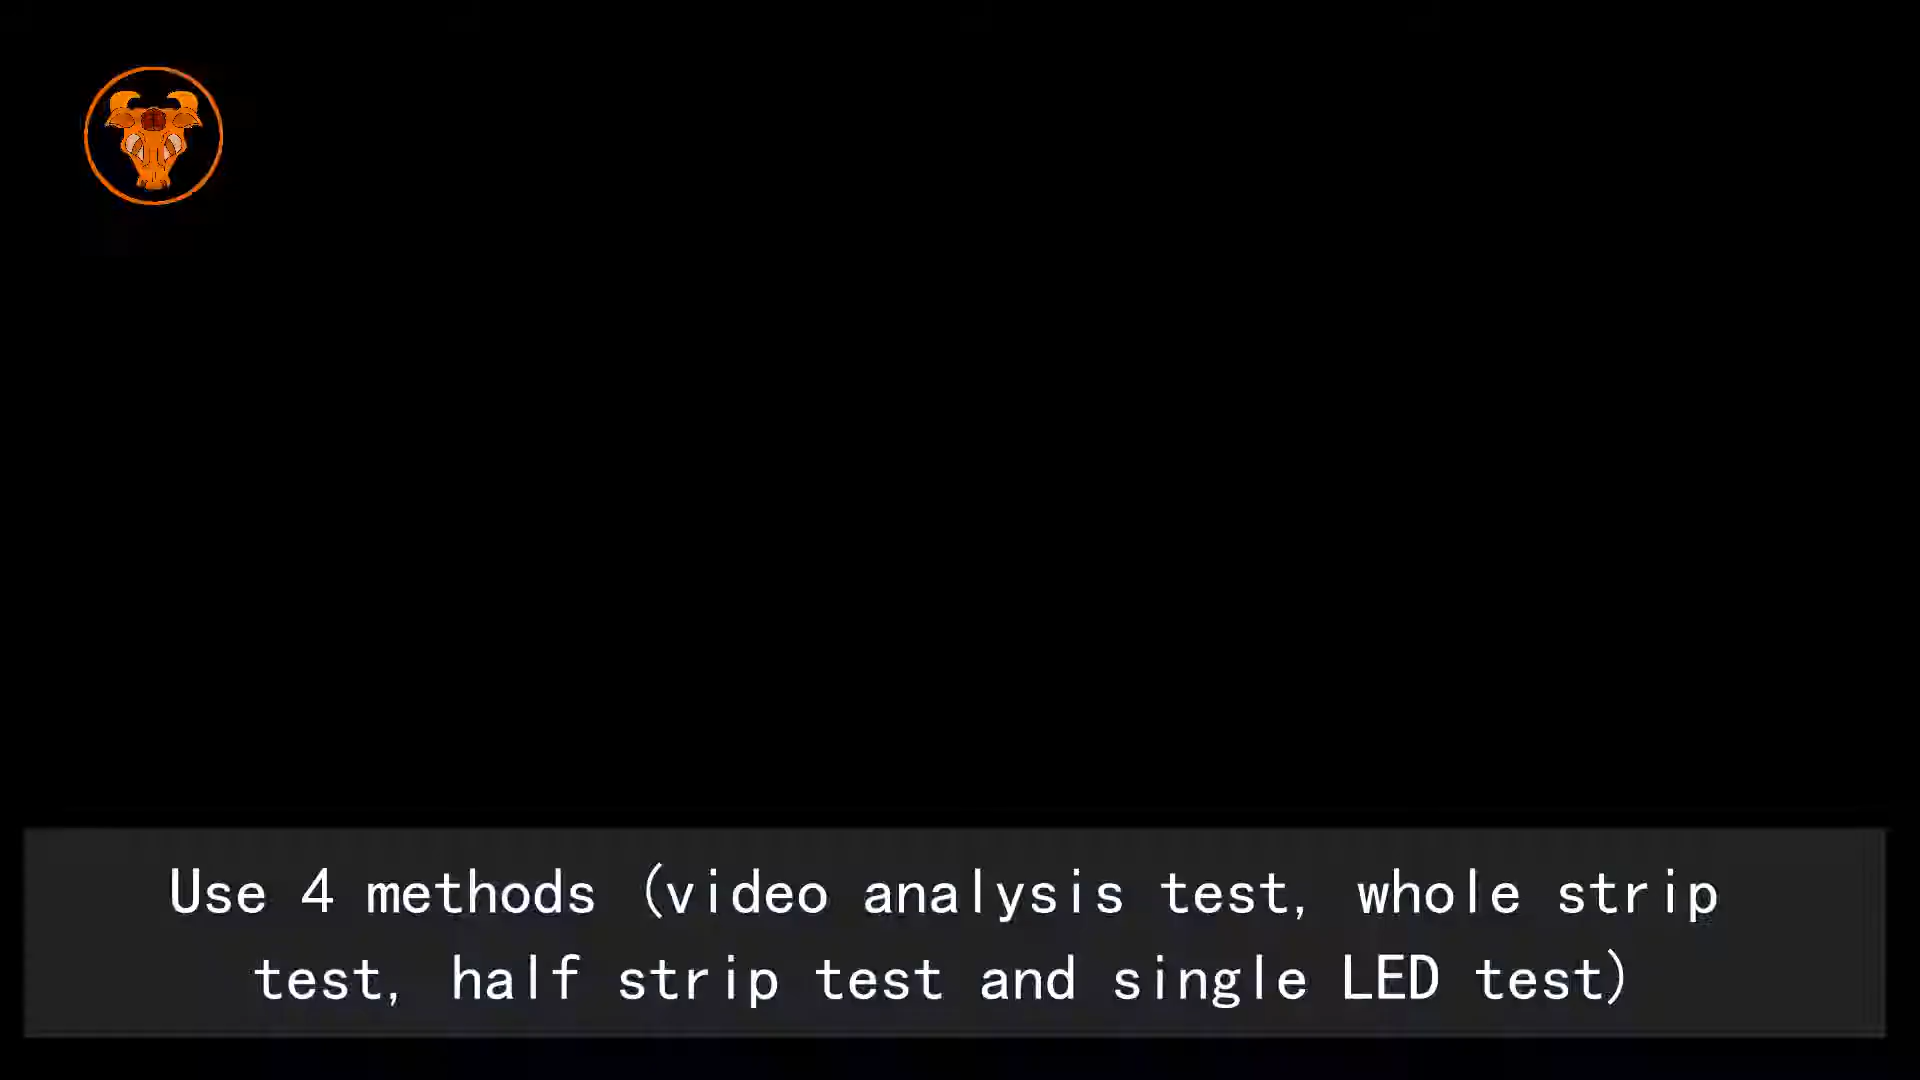 Use 4 methods (video analysis test, whole strip
test, half strip test and single LED test)